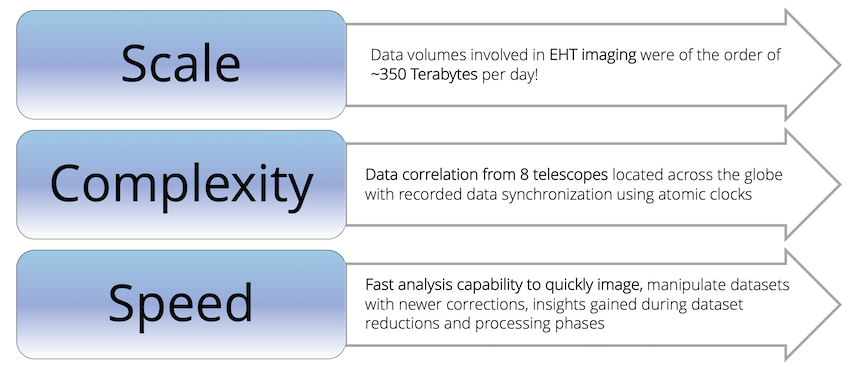 Scale
Data volumes involved in EHT imaging were of the order of
~350 Terabytes per day!
Complexity
Data correlation from 8 telescopes located across the globe
with recorded data synchronization using atomic clocks
Speed
Fast analysis capability to quickly image, manipulate datasets
with newer corrections, insights gained during dataset
reductions and processing phases